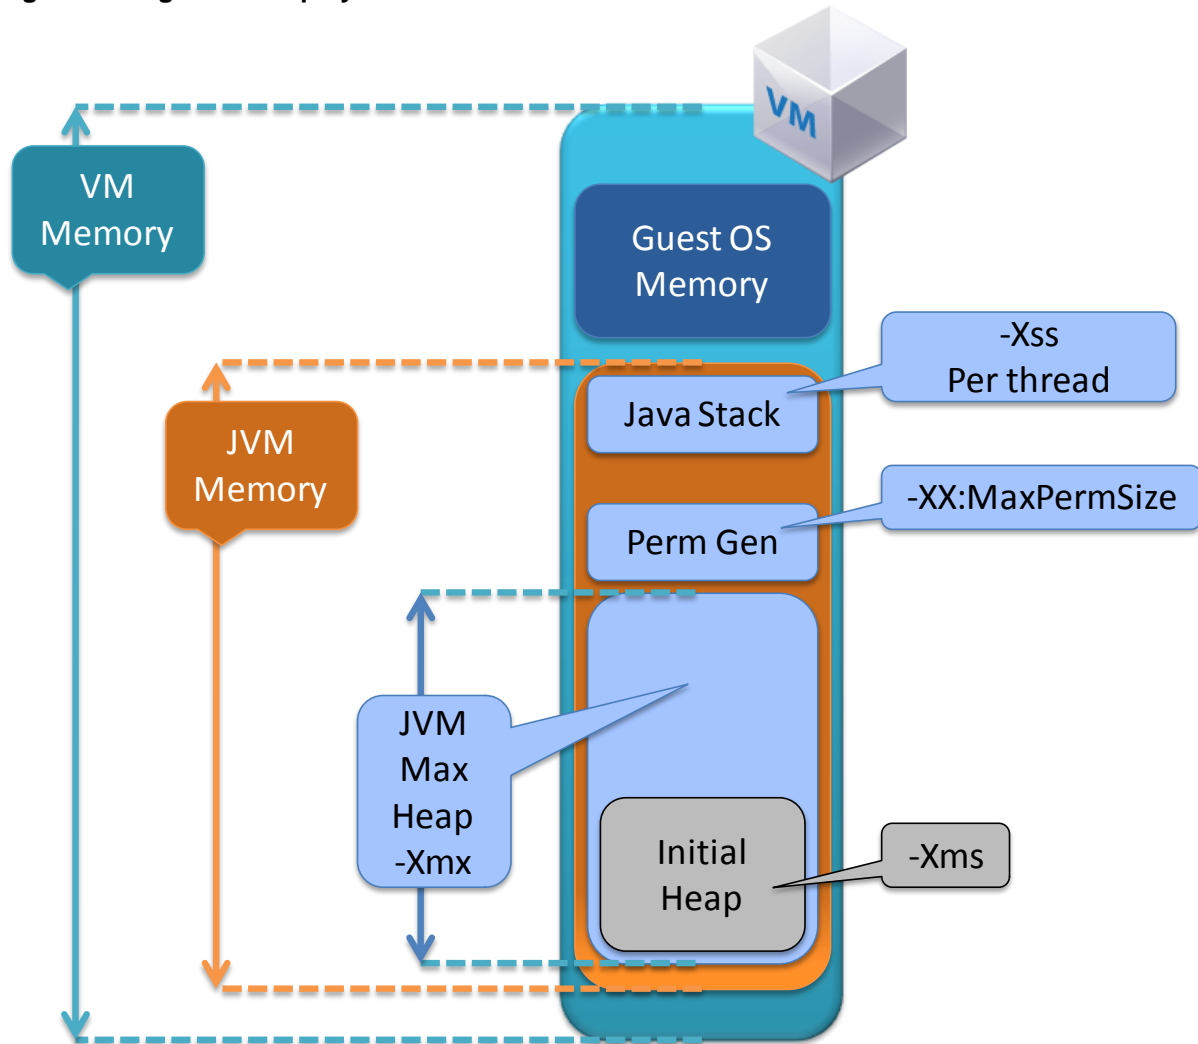 VM
VM
Memory
Guest OS
Memory
-Xss
Per thread
Java Stack
JVM
Memory
-XX:MaxPermSize
Perm Gen
JVM
Max
Heap
-Xmx
Initial
Heap
-Xms